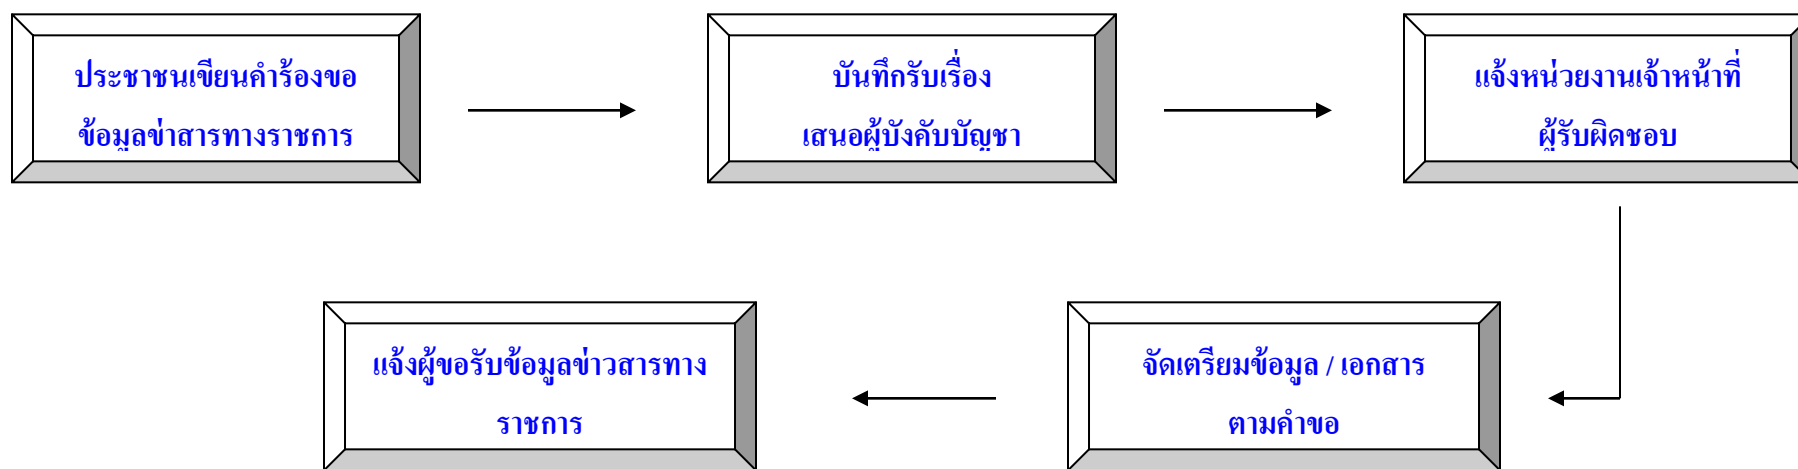 ประชาชนเขียนคำร้องขอ
ข้อมูลข่าสารทางราชการ
บันทึกรับเรื่อง
เสนอผู้บังคับบัญชา
แจ้งหน่วยงานเจ้าหน้าที่
ผู้รับผิดชอบ
จัดเตรียมข้อมูล / เอกสาร
ตามคำขอ
แจ้งผู้ขอรับข้อมูลข่าวสารทาง
ราชการ